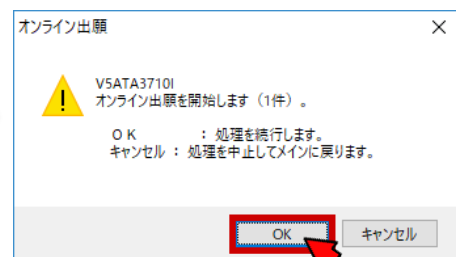 オンライン出願
V5ATA3710I
オンライン出願を開始します（1件）。
ＯＫ　　　： 処理を続行します。
キャンセル： 処理を中止してメインに戻ります。
OK キャンセル